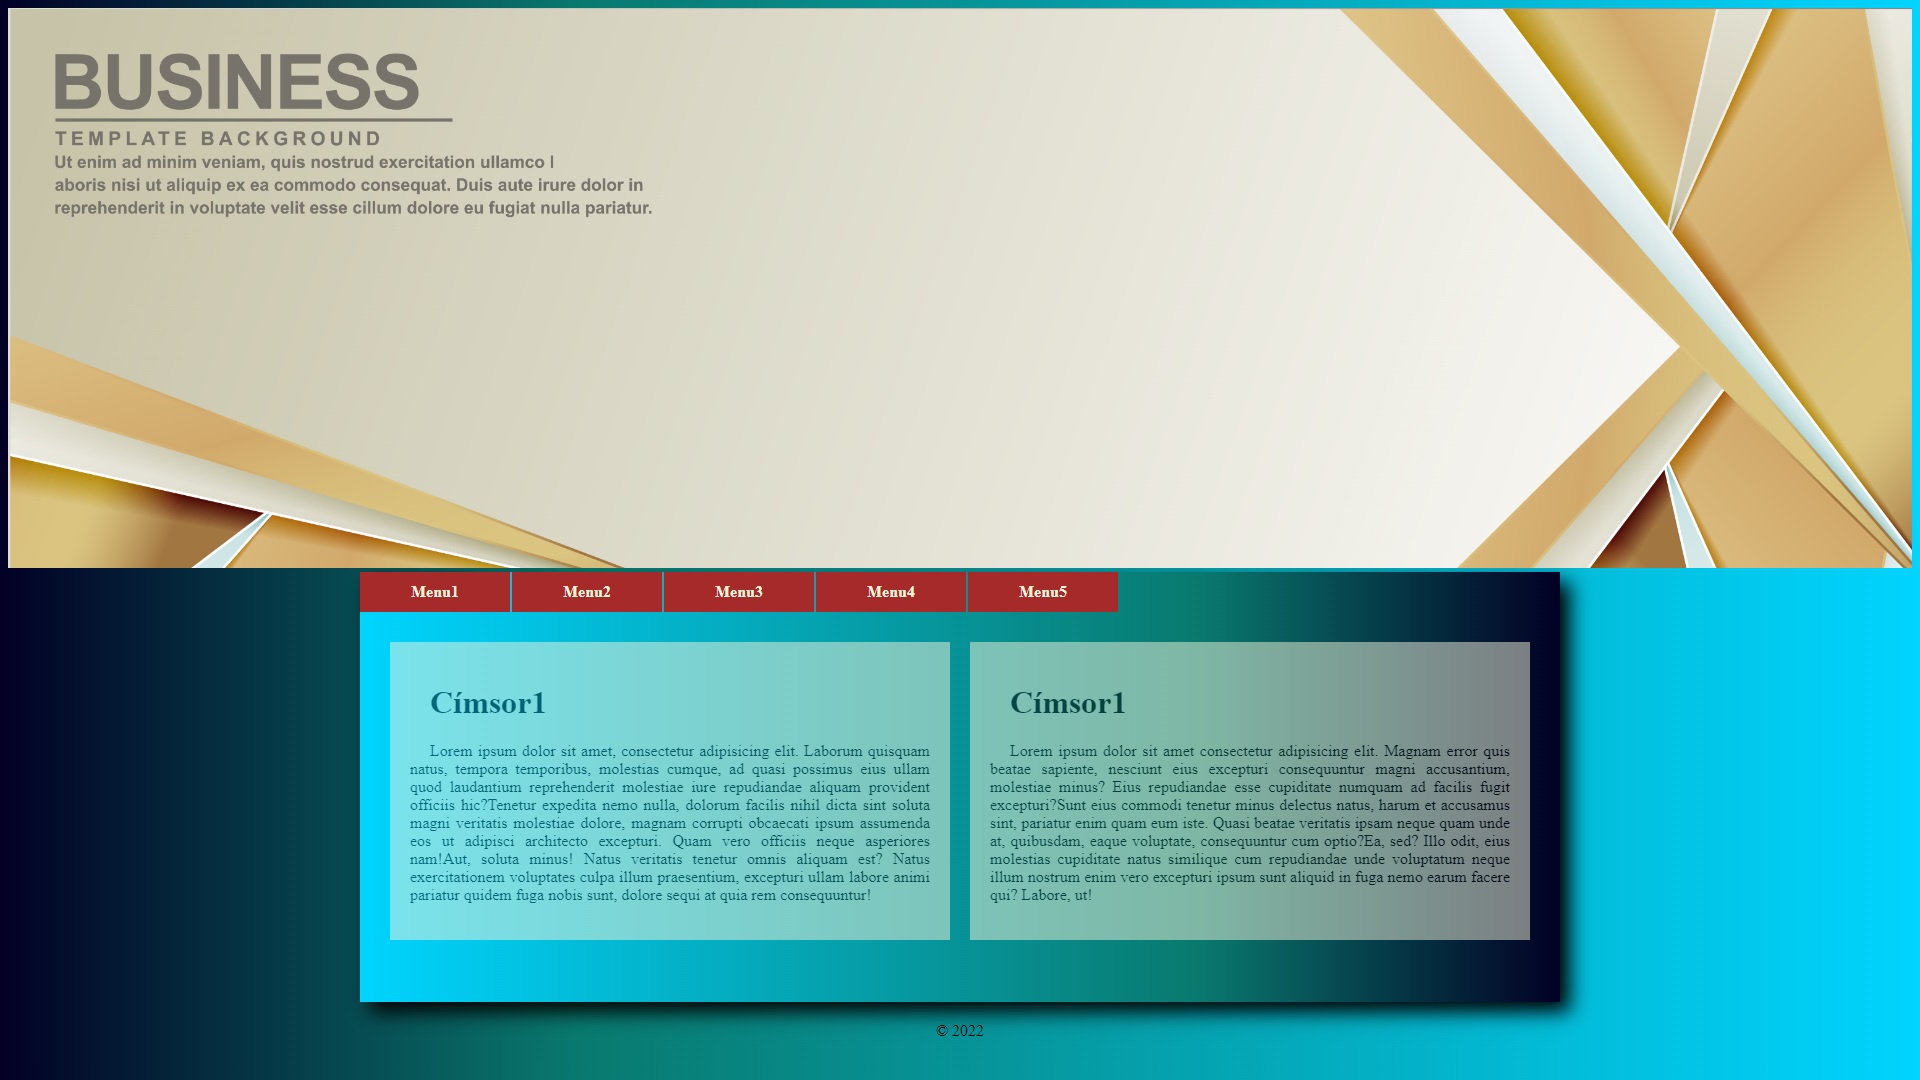 BUSINESS
TEMPLATE BACKGROUND
Ut enim ad minim veniam, quis nostrud exercitation ullamco l
aboris nisi ut aliquip ex ea commodo consequat. Duis aute irure dolor in
reprehenderit in voluptate velit esse cillum dolore eu fugiat nulla pariatur.
Menu1 Menu2 Menu3 Menu4 Menu5
Címsor1
Lorem ipsum dolor sit amet, consectetur adipisicing elit. Laborum quisquam
natus, tempora temporibus, molestias cumque, ad quasi possimus eius ullam
quod laudantium reprehenderit molestiae iure repudiandae aliquam provident
officiis hic?Tenetur expedita nemo nulla, dolorum facilis nihil dicta sint soluta
magni veritatis molestiae dolore, magnam corrupti obcaecati ipsum assumenda
eos ut adipisci architecto excepturi. Quam vero officiis neque asperiores
nam!Aut, soluta minus! Natus veritatis tenetur omnis aliquam est? Natus
exercitationem voluptates culpa illum praesentium, excepturi ullam labore animi
pariatur quidem fuga nobis sunt, dolore sequi at quia rem consequuntur!
Címsor1
Lorem ipsum dolor sit amet consectetur adipisicing elit. Magnam error quis
beatae sapiente, nesciunt eius excepturi consequuntur magni accusantium,
molestiae minus? Eius repudiandae esse cupiditate numquam ad facilis fugit
excepturi?Sunt eius commodi tenetur minus delectus natus, harum et accusamus
sint, pariatur enim quam eum iste. Quasi beatae veritatis ipsam neque quam unde
at, quibusdam, eaque voluptate, consequuntur cum optio?Ea, sed? Illo odit, eius
molestias cupiditate natus similique cum repudiandae unde voluptatum neque
illum nostrum enim vero excepturi ipsum sunt aliquid in fuga nemo earum facere
qui? Labore, ut!
© 2022